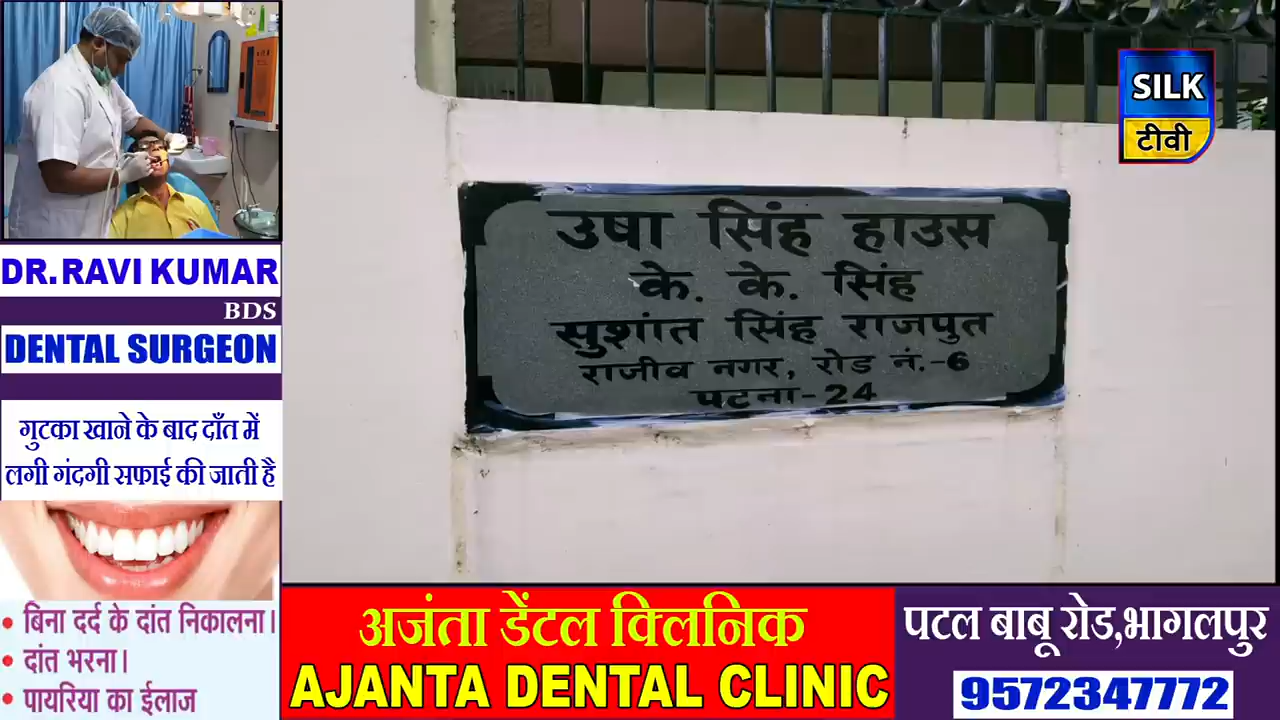 SILK
टीवी
उषा सिंह हाउस
के. के. सिंह
सुशांत सिंह राजपुत
राजीव नगर, रोड नं.-6
पटना-24
DR. RAVI KUMAR
BDS
DENTAL SURGEON
गुटका खाने के बाद दाँत में
लगी गंदगी सफाई की जाती है
• बिना दर्द के दांत निकालना।
• दांत भरना।
• पायरिया का ईलाज
अजंता डेंटल क्लिनिक
AJANTA DENTAL CLINIC
पटल बाबू रोड,भागलपुर
9572347772